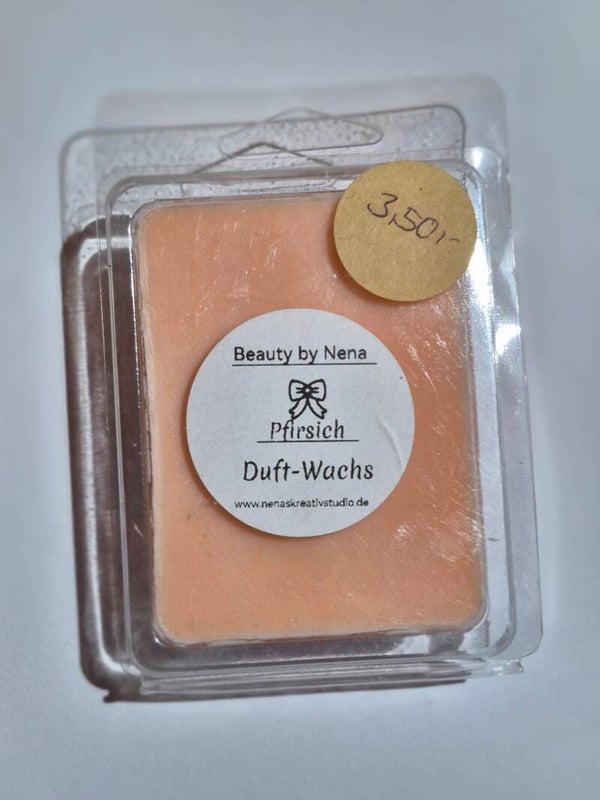 3,50,-
Beauty by Nena
Pfirsich
Duft-Wachs
www.nenaskreativstudio.de